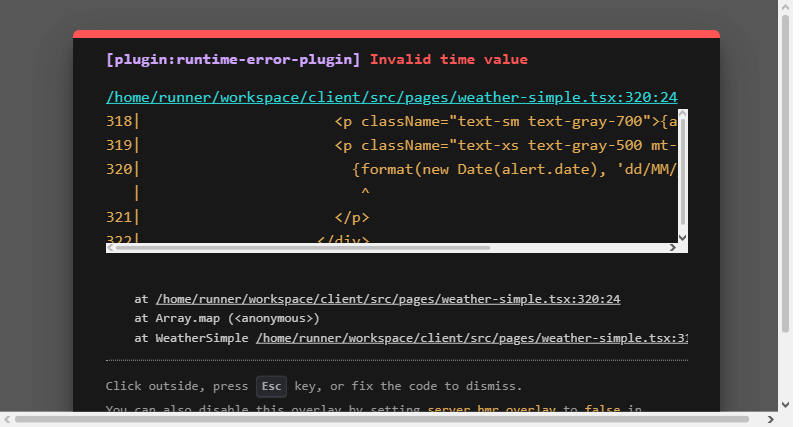 [plugin:runtime-error-plugin] Invalid time value
/home/runner/workspace/client/src/pages/weather-simple.tsx:320:24
318|                      <p className="text-sm text-gray-700">{a
319|                      <p className="text-xs text-gray-500 mt-
320|                        {format(new Date(alert.date), 'dd/MM/
   |                         ^
321|                      </p>
322|                    </div>
at /home/runner/workspace/client/src/pages/weather-simple.tsx:320:24
at Array.map (<anonymous>)
at WeatherSimple /home/runner/workspace/client/src/pages/weather-simple.tsx:31
Click outside, press Esc key, or fix the code to dismiss.
You can also disable this overlay by setting server.hmr.overlay to false in